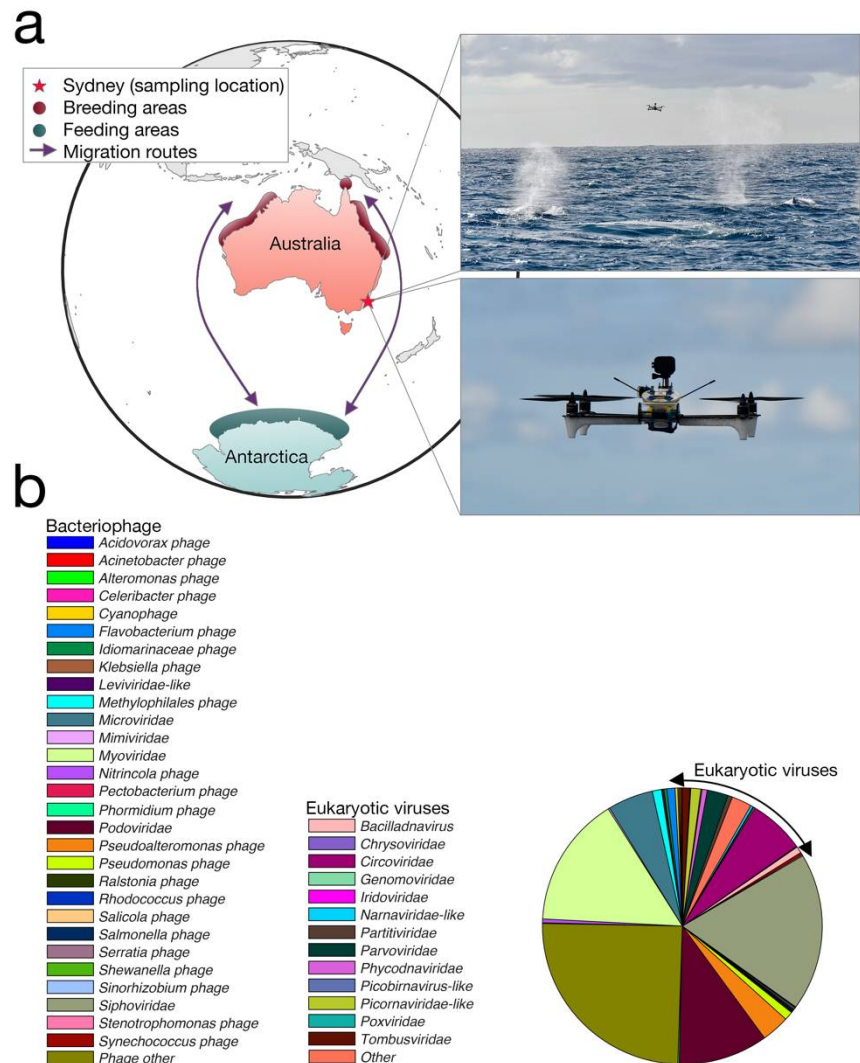 a
Sydney (sampling location)
Breeding areas
Feeding areas
Migration routes
Australia
Antarctica
b
Bacteriophage
Acidovorax phage
Acinetobacter phage
Alteromonas phage
Celeribacter phage
Cyanophage
Flavobacterium phage
Idiomarinaceae phage
Klebsiella phage
Leviviridae-like
Methylophilales phage
Microviridae
Mimiviridae
Myoviridae
Nitrincola phage
Pectobacterium phage
Phormidium phage
Podoviridae
Pseudoalteromonas phage
Pseudomonas phage
Ralstonia phage
Rhodococcus phage
Salicola phage
Salmonella phage
Serratia phage
Shewanella phage
Sinorhizobium phage
Siphoviridae
Stenotrophomonas phage
Synechococcus phage
Phage other
Eukaryotic viruses
Bacilladnavirus
Chrysoviridae
Circoviridae
Genomoviridae
Iridoviridae
Narnaviridae-like
Partitiviridae
Parvoviridae
Phycodnaviridae
Picobirnavirus-like
Picornaviridae-like
Poxviridae
Tombusviridae
Other
Eukaryotic viruses